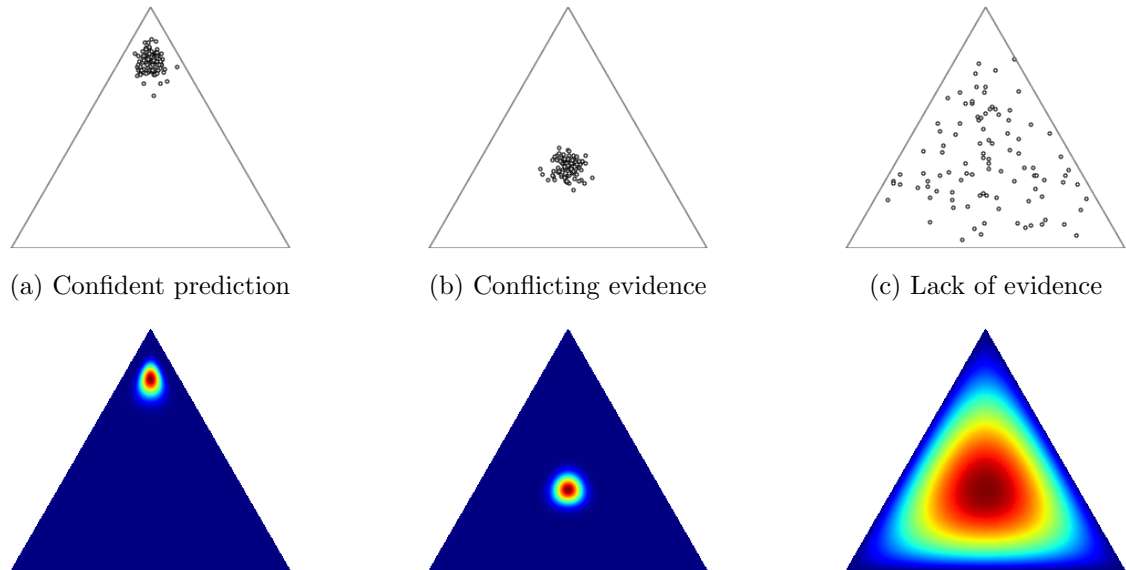 (a) Confident prediction
(b) Conflicting evidence
(c) Lack of evidence